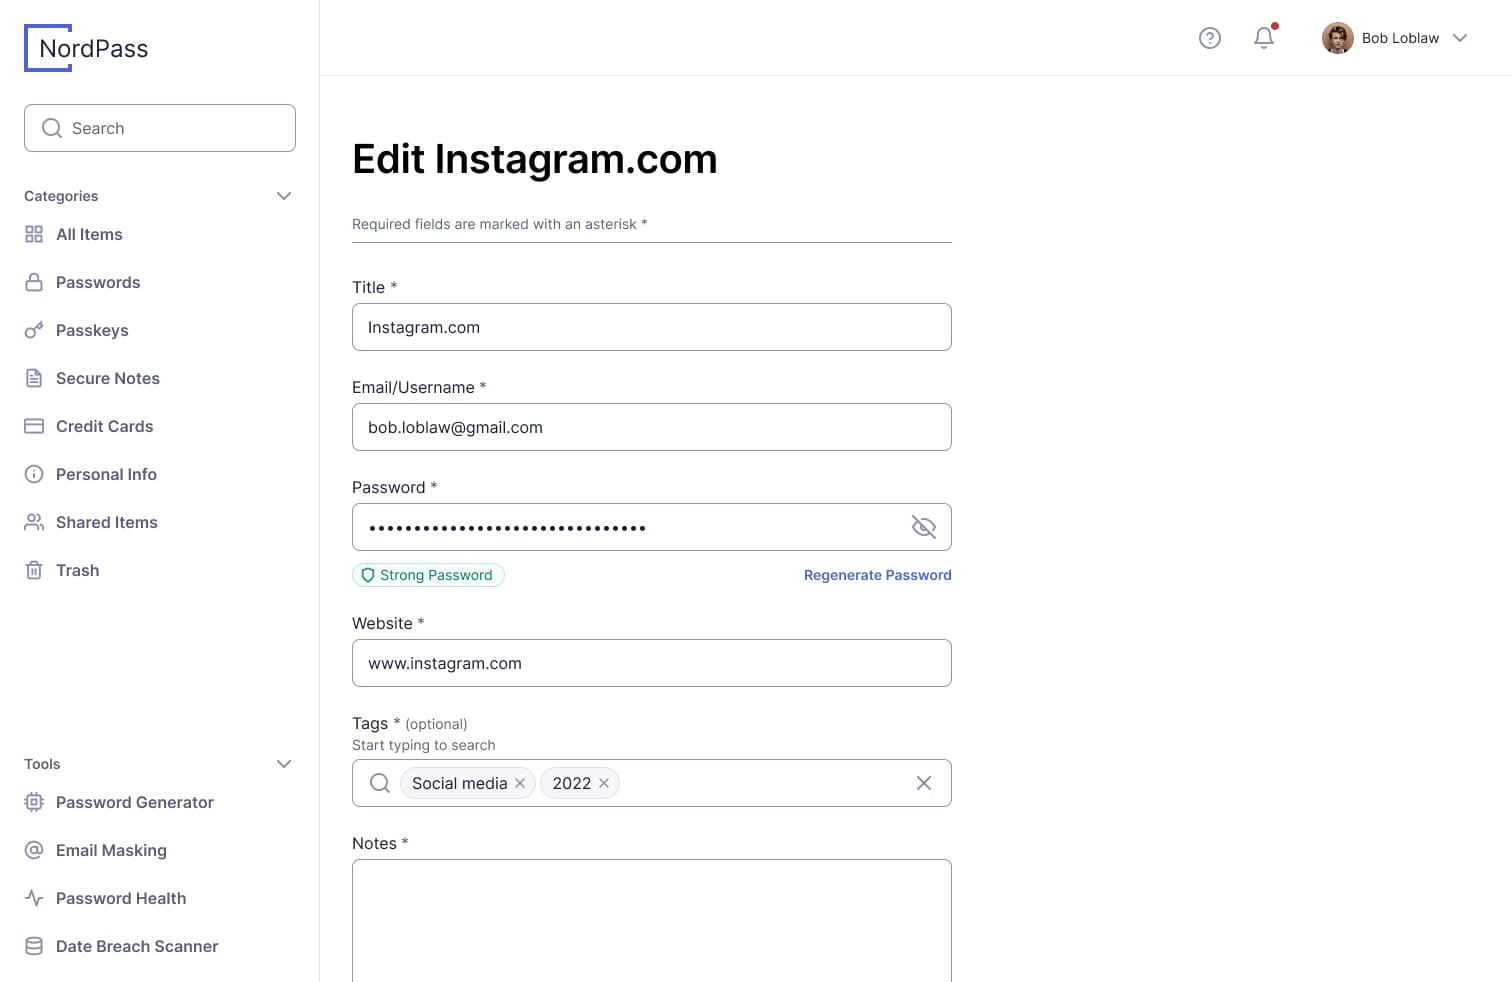 NordPass
Search
Categories
All Items
Passwords
Passkeys
Secure Notes
Credit Cards
Personal Info
Shared Items
Trash
Tools
Password Generator
Email Masking
Password Health
Date Breach Scanner
Bob Loblaw
Edit Instagram.com
Required fields are marked with an asterisk *
Title *
Instagram.com
Email/Username *
bob.loblaw@gmail.com
Password *
•••••••••••••••••••••••••••••••
Strong Password
Regenerate Password
Website *
www.instagram.com
Tags * (optional)
Start typing to search
Social media
2022
Notes *